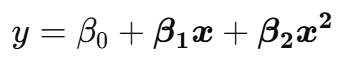 y = β₀ + β₁x + β₂x²